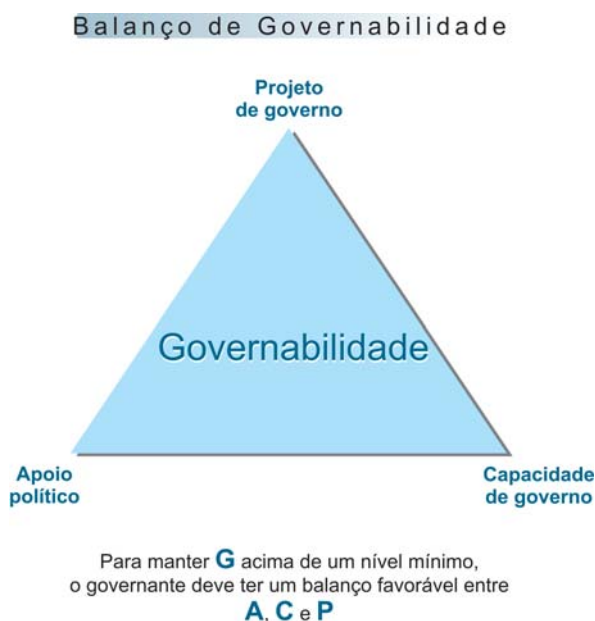 Balanço de Governabilidade
Projeto
de governo
Governabilidade
Apoio
político
Capacidade
de governo
Para manter G acima de um nível mínimo,
o governante deve ter um balanço favorável entre
A, C e P